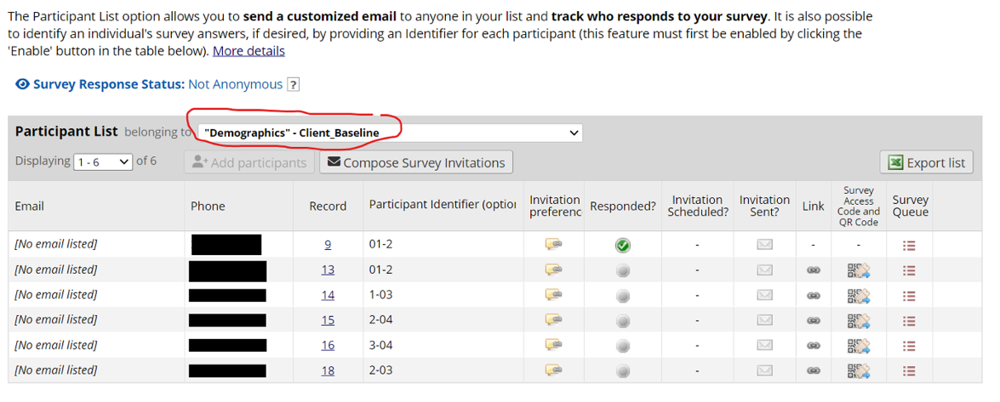 The Participant List option allows you to send a customized email to anyone in your list and track who responds to your survey. It is also possible
to identify an individual's survey answers, if desired, by providing an Identifier for each participant (this feature must first be enabled by clicking the
'Enable' button in the table below). More details
Survey Response Status: Not Anonymous ?
Participant List belonging to "Demographics" - Client_Baseline
Displaying 1 - 6 of 6 Add participants Compose Survey Invitations Export list
Email Phone Record Participant Identifier (option Invitation preferenc Responded? Invitation Scheduled? Invitation Sent? Link Survey Access Code and QR Code Survey Queue
[No email listed] 9 01-2 - - -
[No email listed] 13 01-2 -
[No email listed] 14 1-03 -
[No email listed] 15 2-04 -
[No email listed] 16 3-04 -
[No email listed] 18 2-03 -